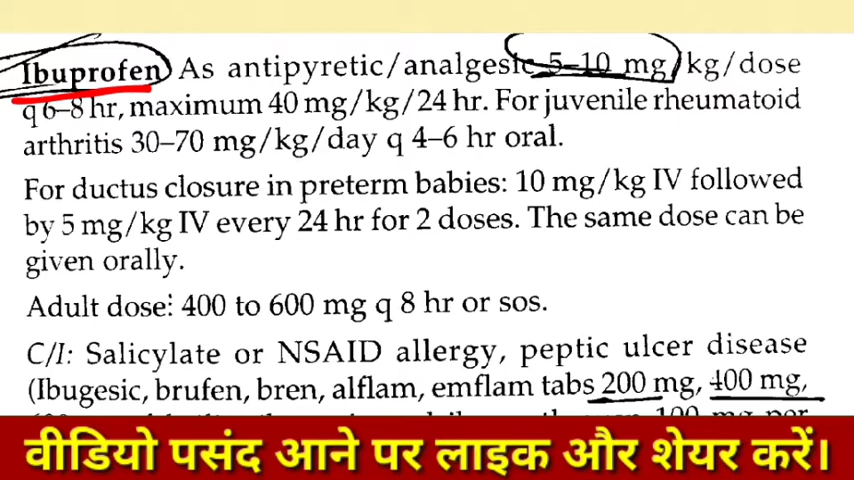 Ibuprofen As antipyretic/analgesic 5–10 mg/kg/dose
q 6–8 hr, maximum 40 mg/kg/24 hr. For juvenile rheumatoid
arthritis 30–70 mg/kg/day q 4–6 hr oral.
For ductus closure in preterm babies: 10 mg/kg IV followed
by 5 mg/kg IV every 24 hr for 2 doses. The same dose can be
given orally.
Adult dose: 400 to 600 mg q 8 hr or sos.
C/I: Salicylate or NSAID allergy, peptic ulcer disease
(Ibugesic, brufen, bren, alflam, emflam tabs 200 mg, 400 mg,
100 mg per
वीडियो पसंद आने पर लाइक और शेयर करें।